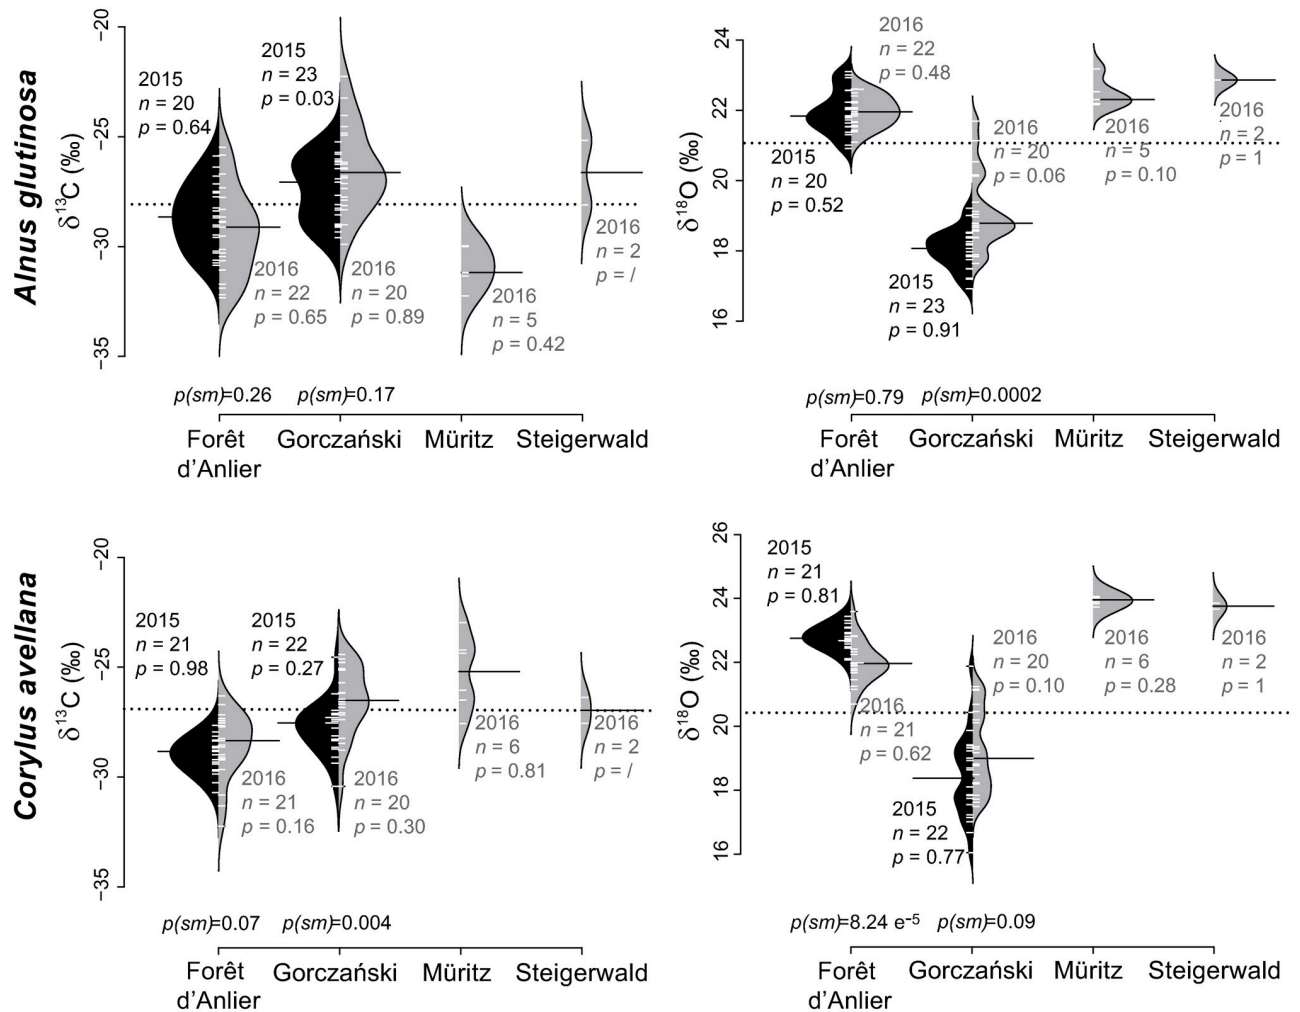 Alnus glutinosa
δ13C (‰)
−20
−25
−30
−35
2015
n = 20
p = 0.64
2016
n = 22
p = 0.65
2015
n = 23
p = 0.03
2016
n = 20
p = 0.89
2016
n = 5
p = 0.42
2016
n = 2
p = /
p(sm)=0.26
p(sm)=0.17
Forêt
d’Anlier
Gorczański
Müritz
Steigerwald
δ18O (‰)
24
22
20
18
16
2015
n = 20
p = 0.52
2016
n = 22
p = 0.48
2015
n = 23
p = 0.91
2016
n = 20
p = 0.06
2016
n = 5
p = 0.10
2016
n = 2
p = 1
p(sm)=0.79
p(sm)=0.0002
Forêt
d’Anlier
Gorczański
Müritz
Steigerwald
Corylus avellana
δ13C (‰)
−20
−25
−30
−35
2015
n = 21
p = 0.98
2016
n = 21
p = 0.16
2015
n = 22
p = 0.27
2016
n = 20
p = 0.30
2016
n = 6
p = 0.81
2016
n = 2
p = /
p(sm)=0.07
p(sm)=0.004
Forêt
d’Anlier
Gorczański
Müritz
Steigerwald
δ18O (‰)
26
24
22
20
18
16
2015
n = 21
p = 0.81
2016
n = 21
p = 0.62
2015
n = 22
p = 0.77
2016
n = 20
p = 0.10
2016
n = 6
p = 0.28
2016
n = 2
p = 1
p(sm)=8.24 e−5
p(sm)=0.09
Forêt
d’Anlier
Gorczański
Müritz
Steigerwald